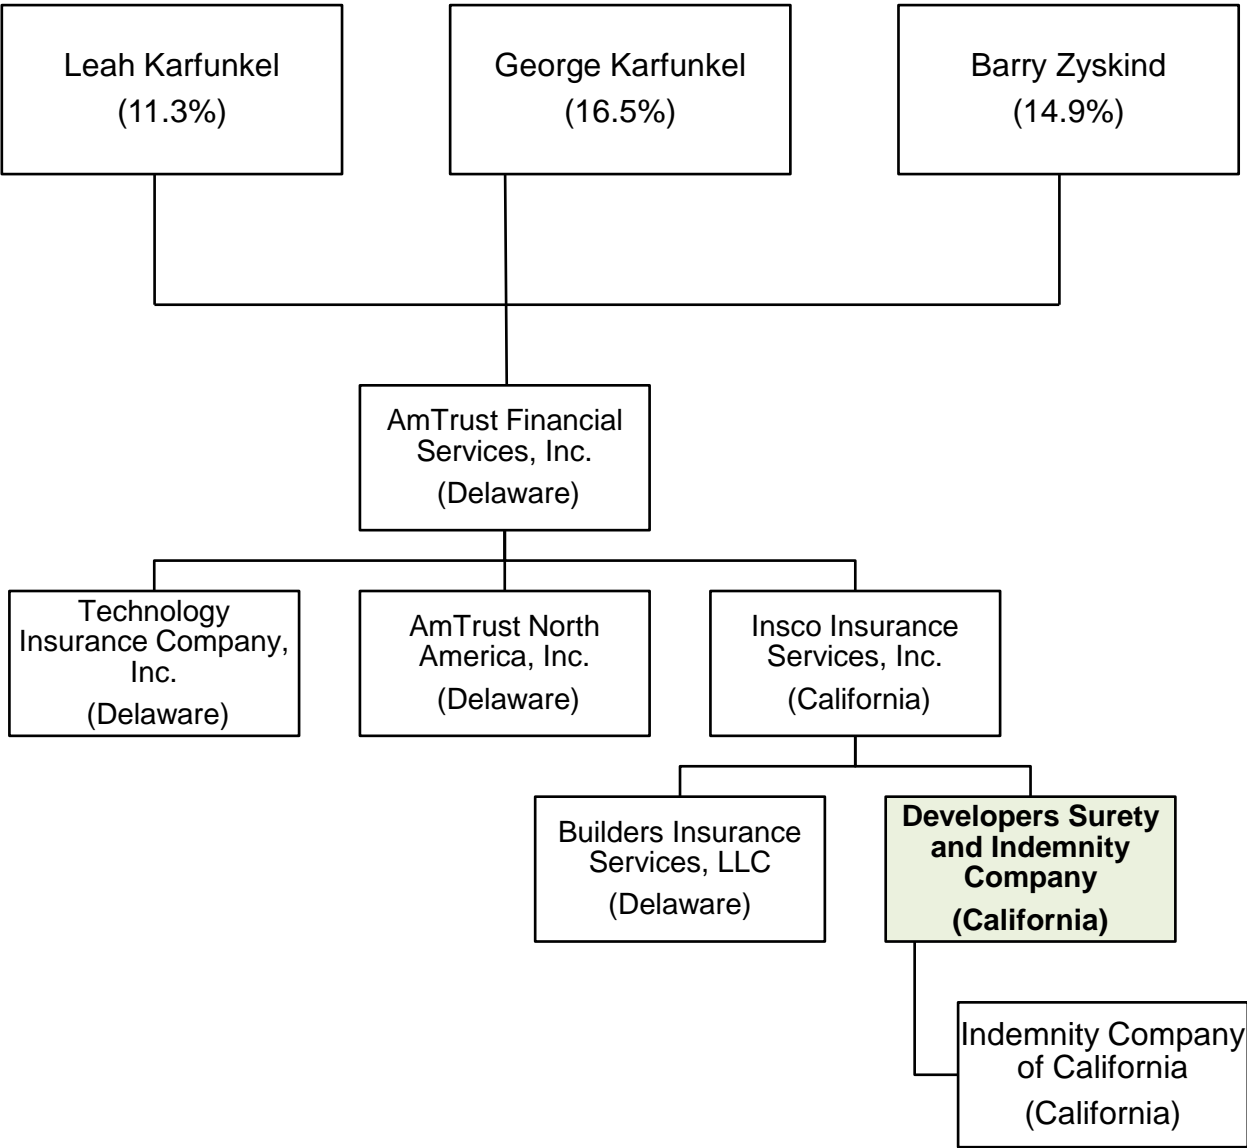 Leah Karfunkel
(11.3%)
George Karfunkel
(16.5%)
Barry Zyskind
(14.9%)
AmTrust Financial
Services, Inc.
(Delaware)
Technology
Insurance Company,
Inc.
(Delaware)
AmTrust North
America, Inc.
(Delaware)
Insco Insurance
Services, Inc.
(California)
Builders Insurance
Services, LLC
(Delaware)
Developers Surety
and Indemnity
Company
(California)
Indemnity Company
of California
(California)